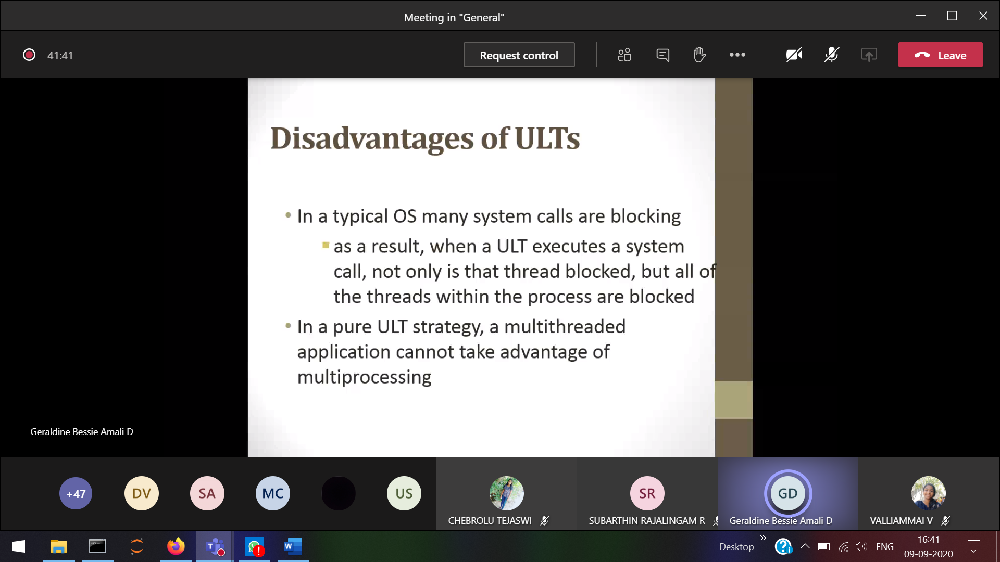 Meeting in "General"
41:41
Request control
Leave
Disadvantages of ULTs
• In a typical OS many system calls are blocking
▪ as a result, when a ULT executes a system
call, not only is that thread blocked, but all of
the threads within the process are blocked
• In a pure ULT strategy, a multithreaded
application cannot take advantage of
multiprocessing
Geraldine Bessie Amali D
+47
DV
SA
MC
US
SR
GD
CHEBROLU TEJASWI
SUBARTHIN RAJALINGAM R
Geraldine Bessie Amali D
VALLIAMMAI V
Desktop
ENG
16:41
09-09-2020